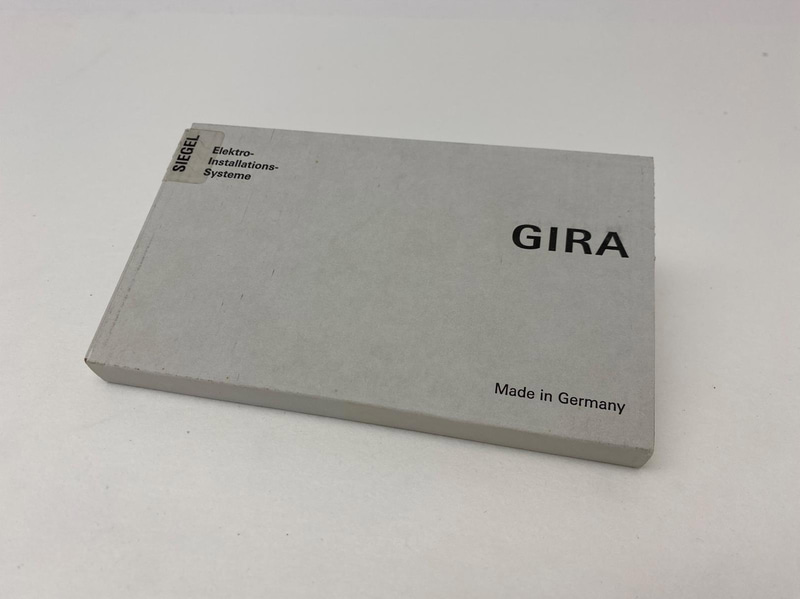 SIEGEL
Elektro-
Installations-
Systeme
GIRA
Made in Germany